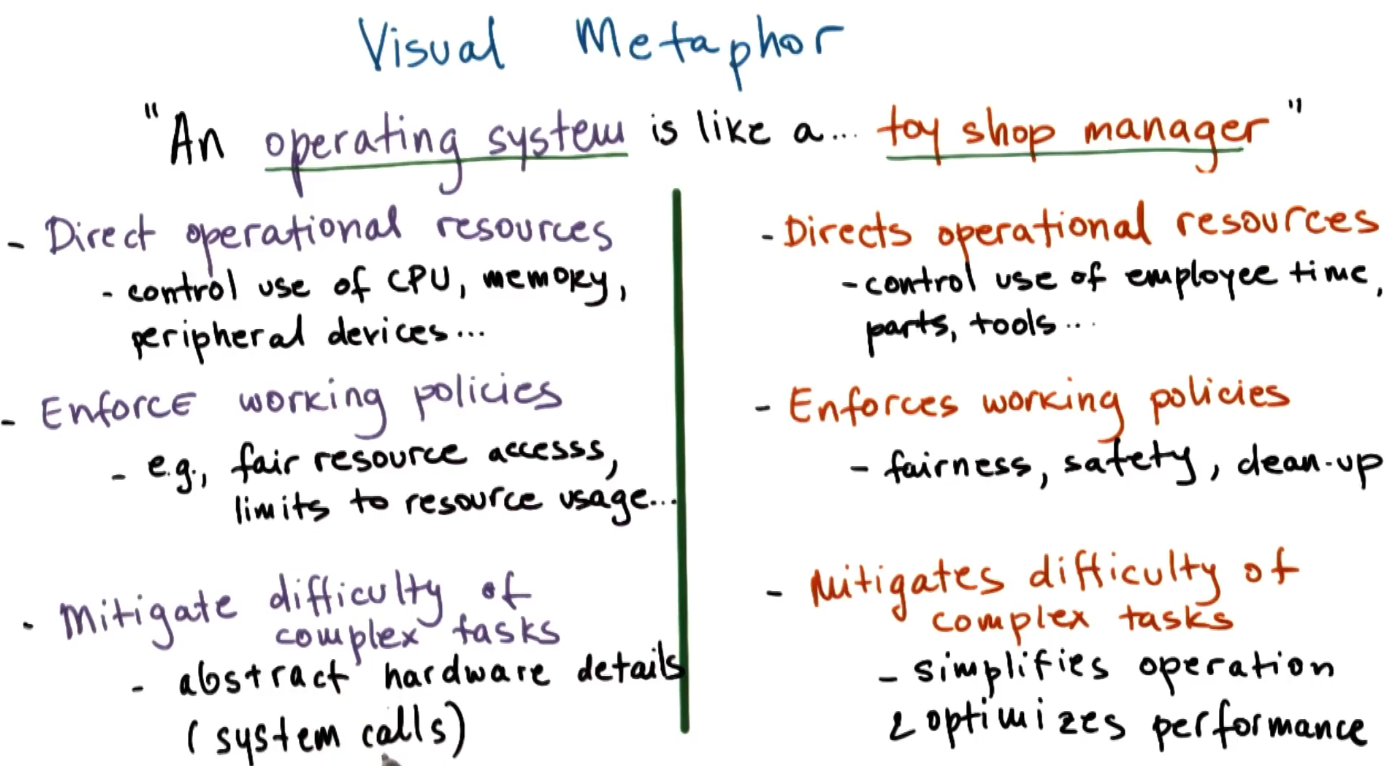 Visual Metaphor
"An operating system is like a... toy shop manager"
- Direct operational resources
- control use of CPU, memory,
peripheral devices...
- Enforce working policies
- e.g., fair resource accesss,
limits to resource usage...
- Mitigate difficulty of
complex tasks
- abstract hardware details
(system calls)
- Directs operational resources
- control use of employee time,
parts, tools...
- Enforces working policies
- fairness, safety, clean-up
- Mitigates difficulty of
complex tasks
- simplifies operation
& optimizes performance